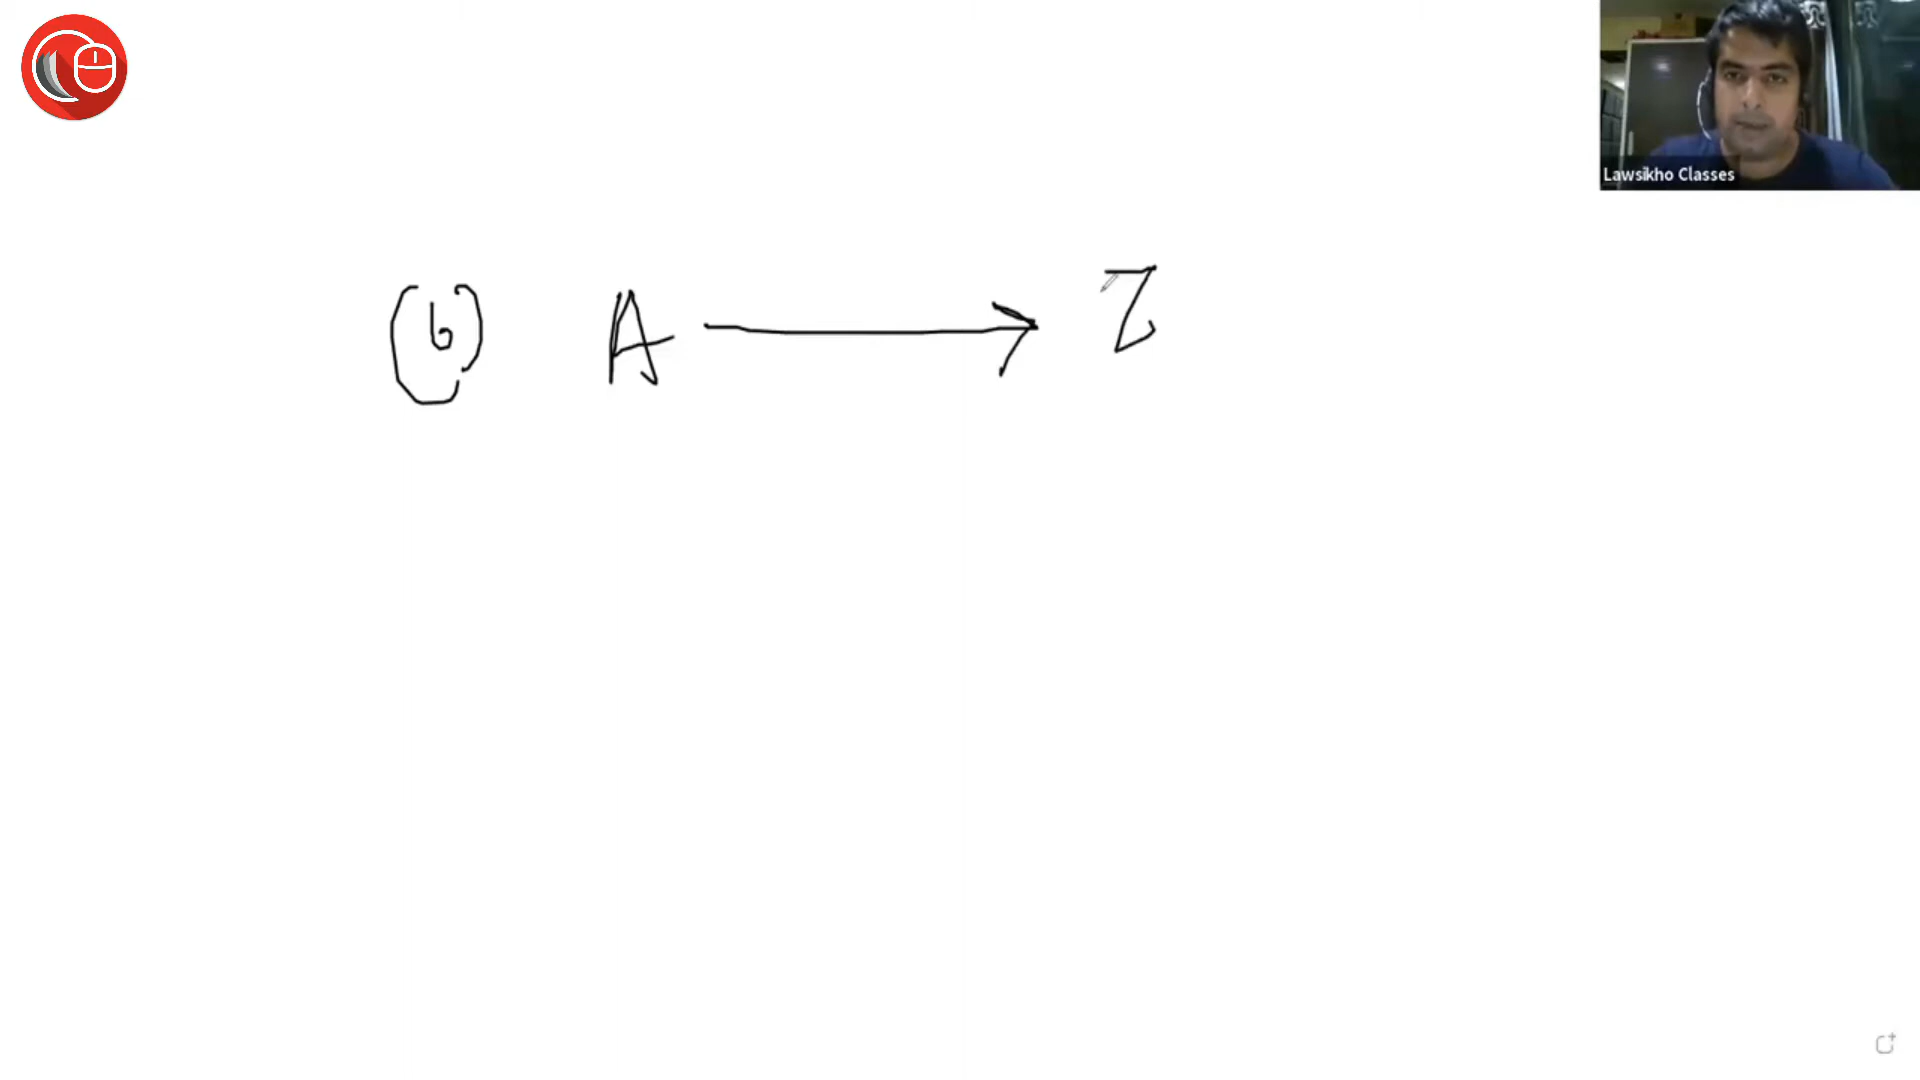 Lawsikho Classes
(b) A → Z